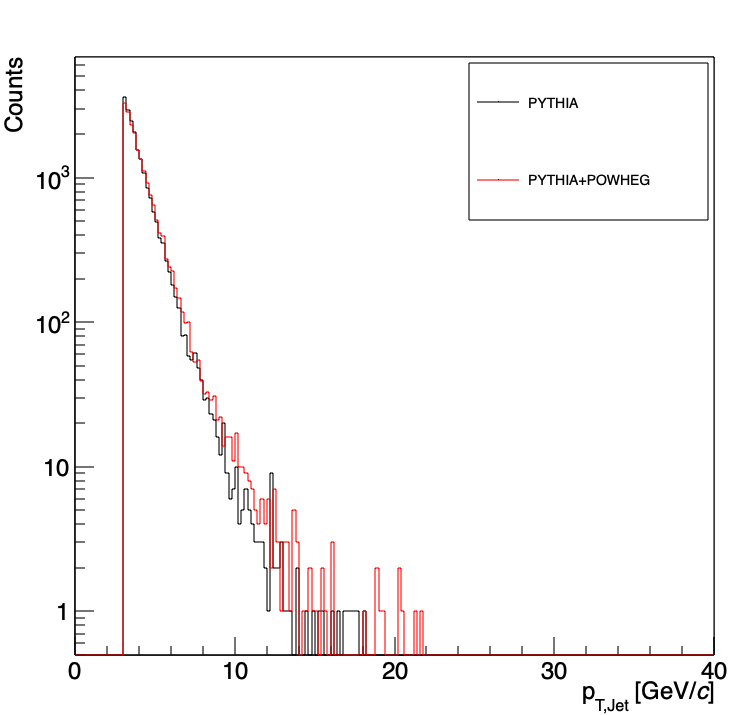 Counts
PYTHIA
PYTHIA+POWHEG
10³
10²
10
1
0 10 20 30 40
p_T,Jet [GeV/c]